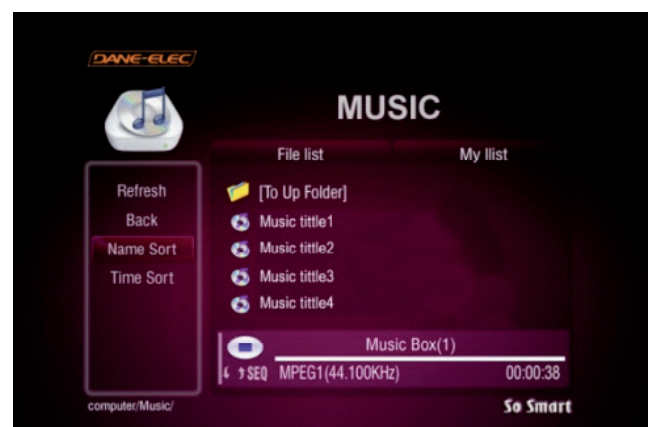 DANE-ELEC
MUSIC
File list My llist
Refresh
Back
Name Sort
Time Sort
[To Up Folder]
Music tittle1
Music tittle2
Music tittle3
Music tittle4
Music Box(1)
SEQ MPEG1(44.100KHz) 00:00:38
computer/Music/
So Smart